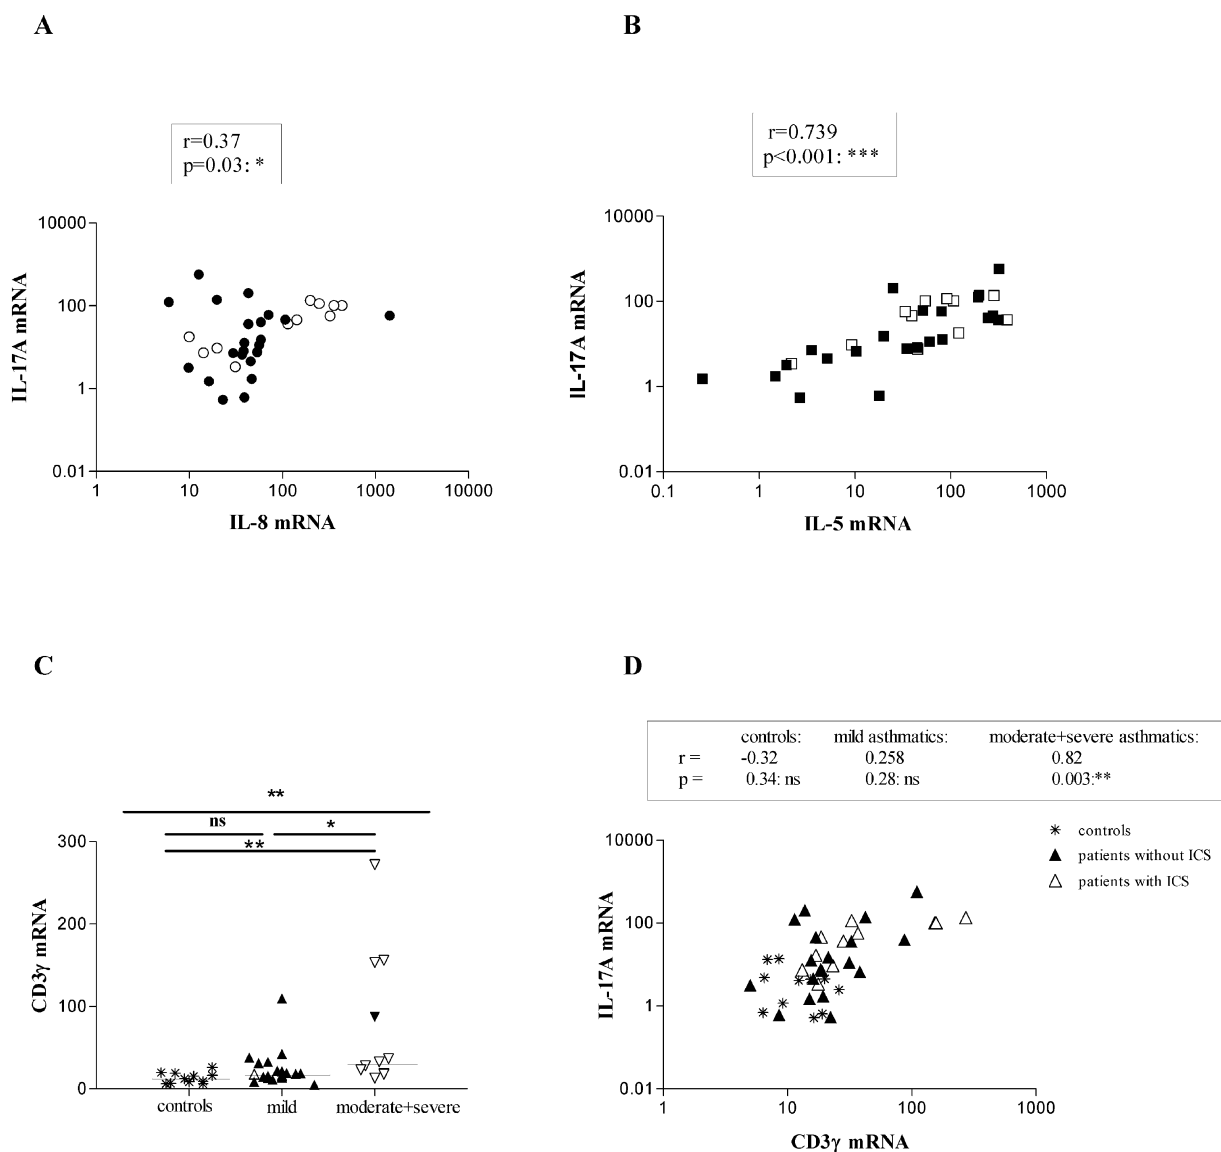 A
r=0.37
p=0.03: *
10000
100
1
0.01
IL-17A mRNA
1 10 100 1000 10000
IL-8 mRNA
B
r=0.739
p<0.001: ***
10000
100
1
0.01
IL-17A mRNA
0.1 1 10 100 1000
IL-5 mRNA
C
**
ns *
**
300
200
100
0
CD3γ mRNA
controls mild moderate+severe
D
controls: mild asthmatics: moderate+severe asthmatics:
r = -0.32 0.258 0.82
p = 0.34: ns 0.28: ns 0.003:**
controls
patients without ICS
patients with ICS
10000
100
1
0.01
IL-17A mRNA
1 10 100 1000
CD3γ mRNA